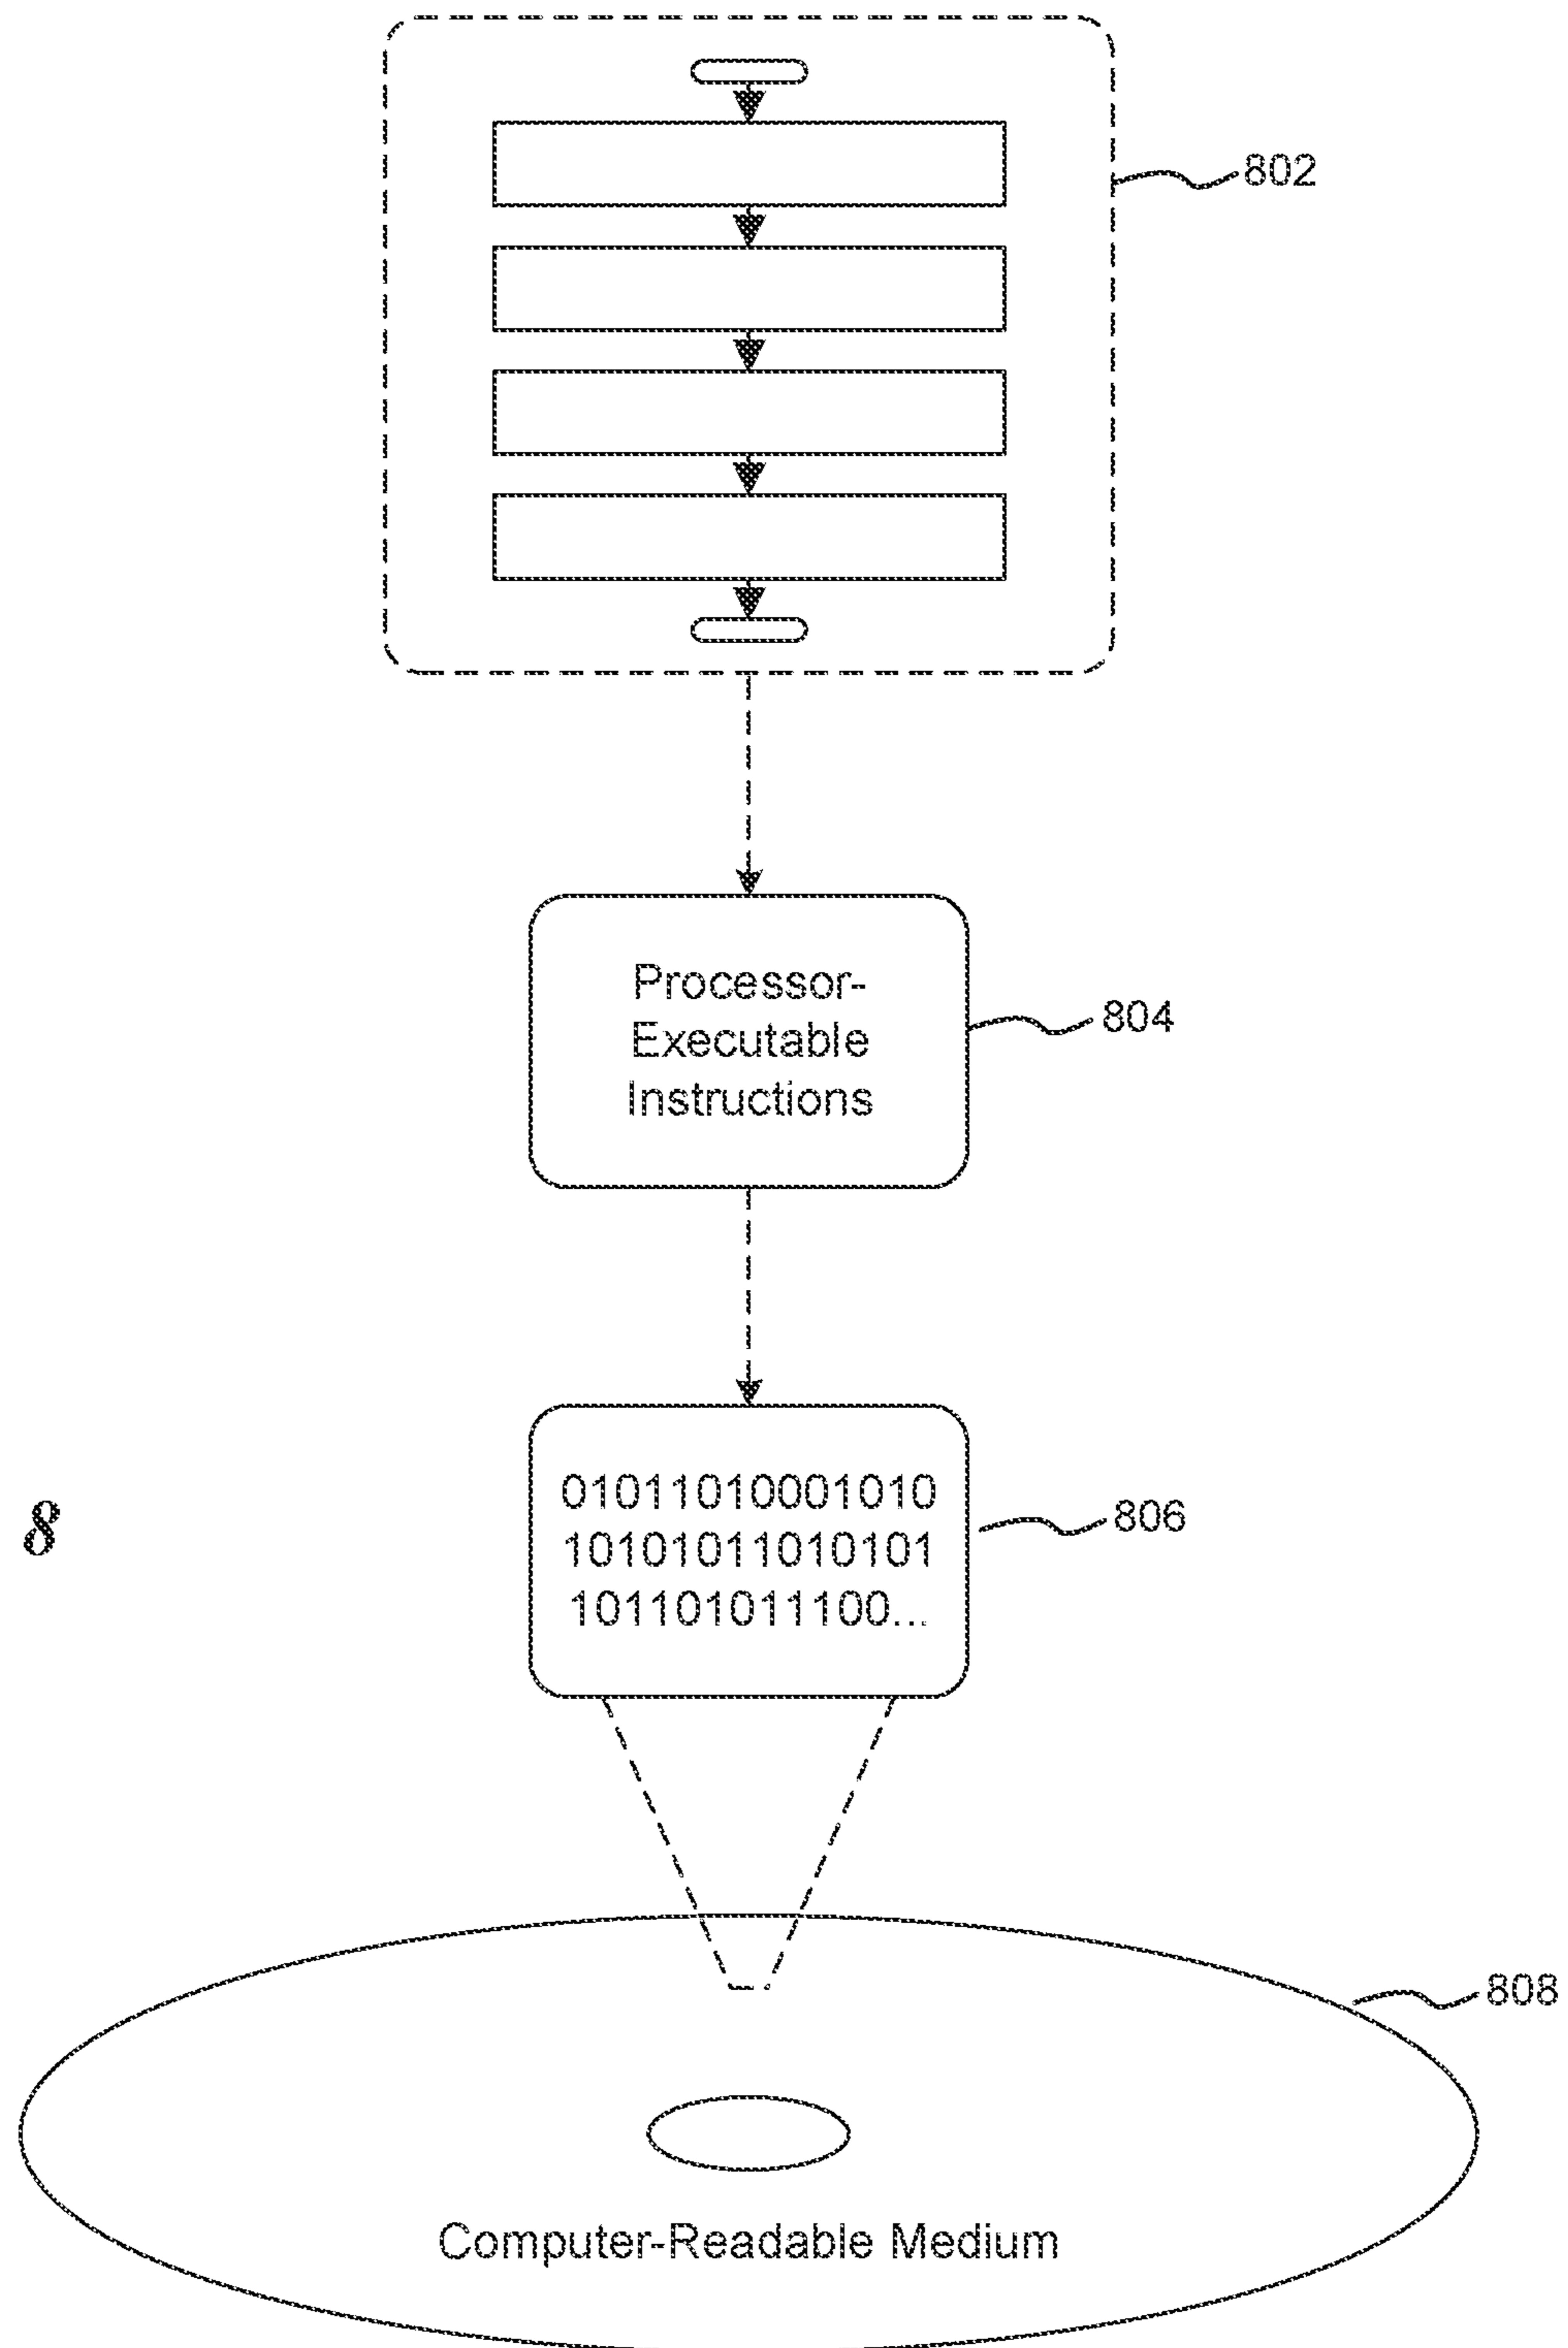 802
Processor-
Executable
Instructions
804
01011010001010
10101011010101
101101011100...
806
8
808
Computer-Readable Medium